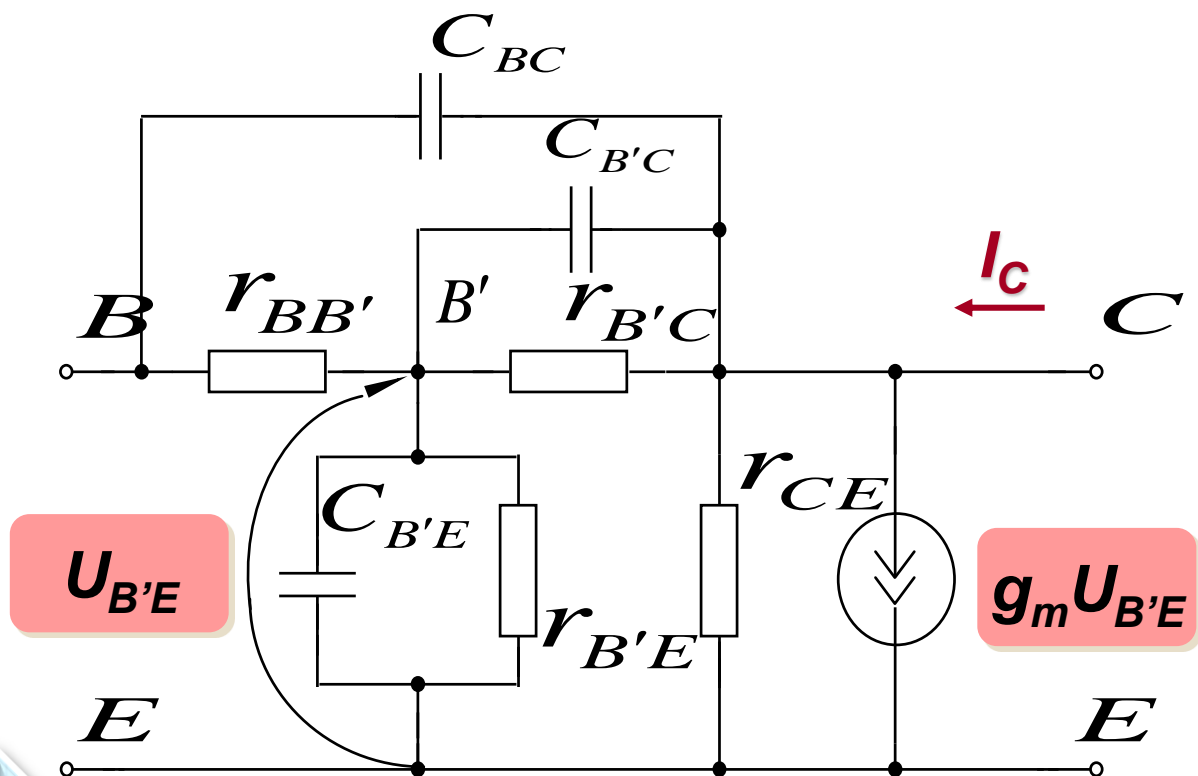 C_BC
C_B'C
I_C
B
r_BB'
B'
r_B'C
C
r_CE
C_B'E
U_B'E
g_mU_B'E
r_B'E
E
E